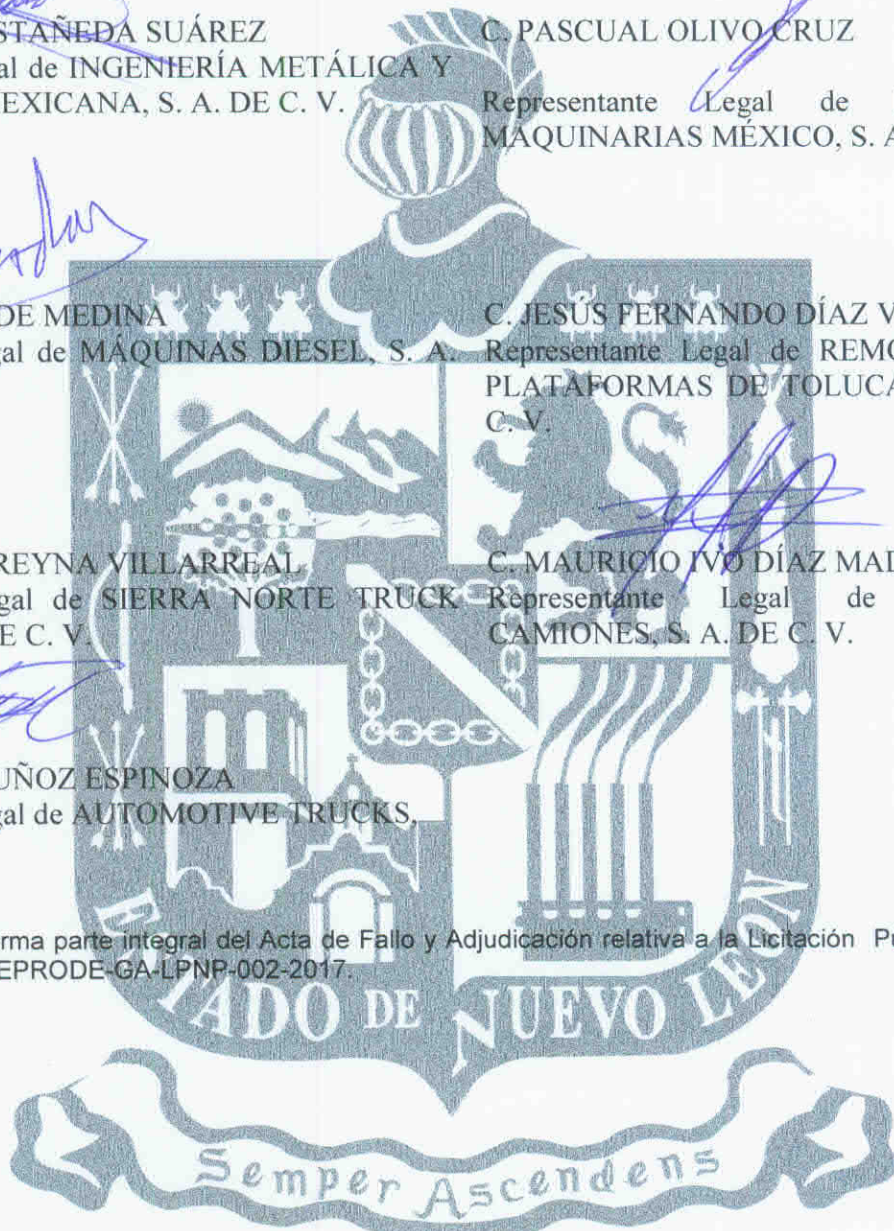 STAÑEDA SUÁREZ
al de INGENIERÍA METÁLICA Y
EXICANA, S. A. DE C. V.
C. PASCUAL OLIVO CRUZ
Representante Legal de
MAQUINARIAS MÉXICO, S. A
DE MEDINA
gal de MÁQUINAS DIESEL, S. A.
C. JESÚS FERNANDO DÍAZ V
Representante Legal de REMO
PLATAFORMAS DE TOLUCA
C. V.
REYNA VILLARREAL
gal de SIERRA NORTE TRUCK
E C. V.
C. MAURICIO IVO DÍAZ MAL
Representante Legal de
CAMIONES, S. A. DE C. V.
UÑOZ ESPINOZA
gal de AUTOMOTIVE TRUCKS,
rma parte integral del Acta de Fallo y Adjudicación relativa a la Licitación Pú
EPRODE-GA-LPNP-002-2017.
ESTADO DE NUEVO LEON
Semper Ascendens